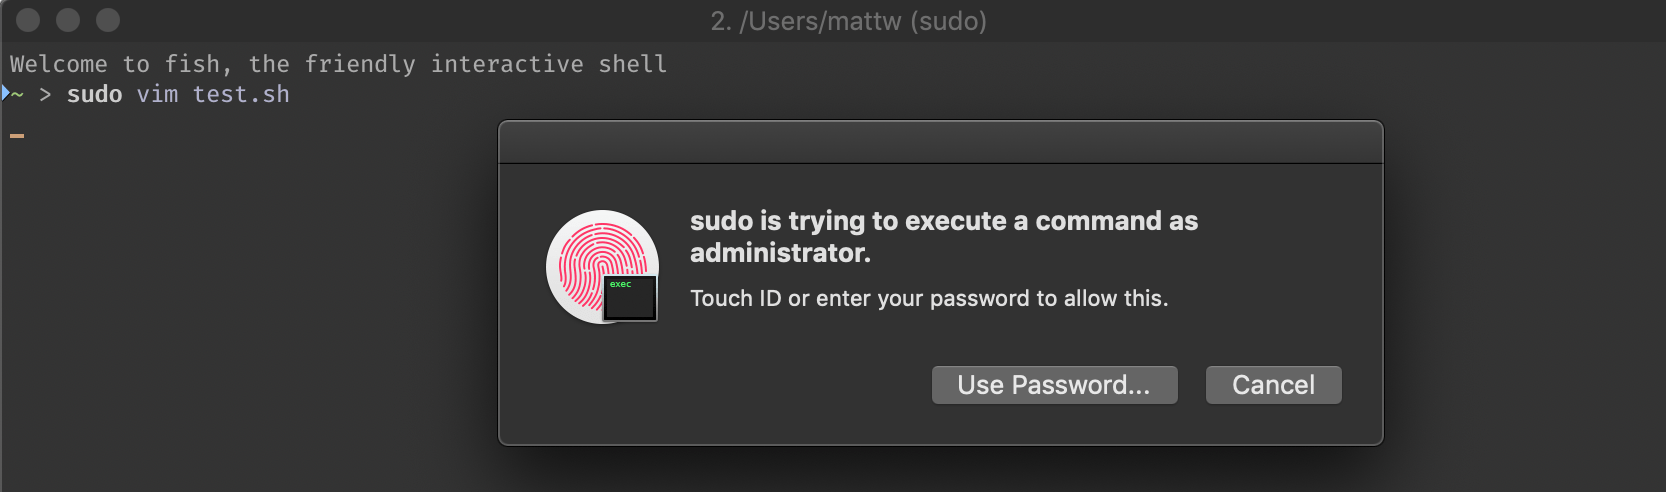 2. /Users/mattw (sudo)
Welcome to fish, the friendly interactive shell
~ > sudo vim test.sh
sudo is trying to execute a command as
administrator.
exec
Touch ID or enter your password to allow this.
Use Password...
Cancel